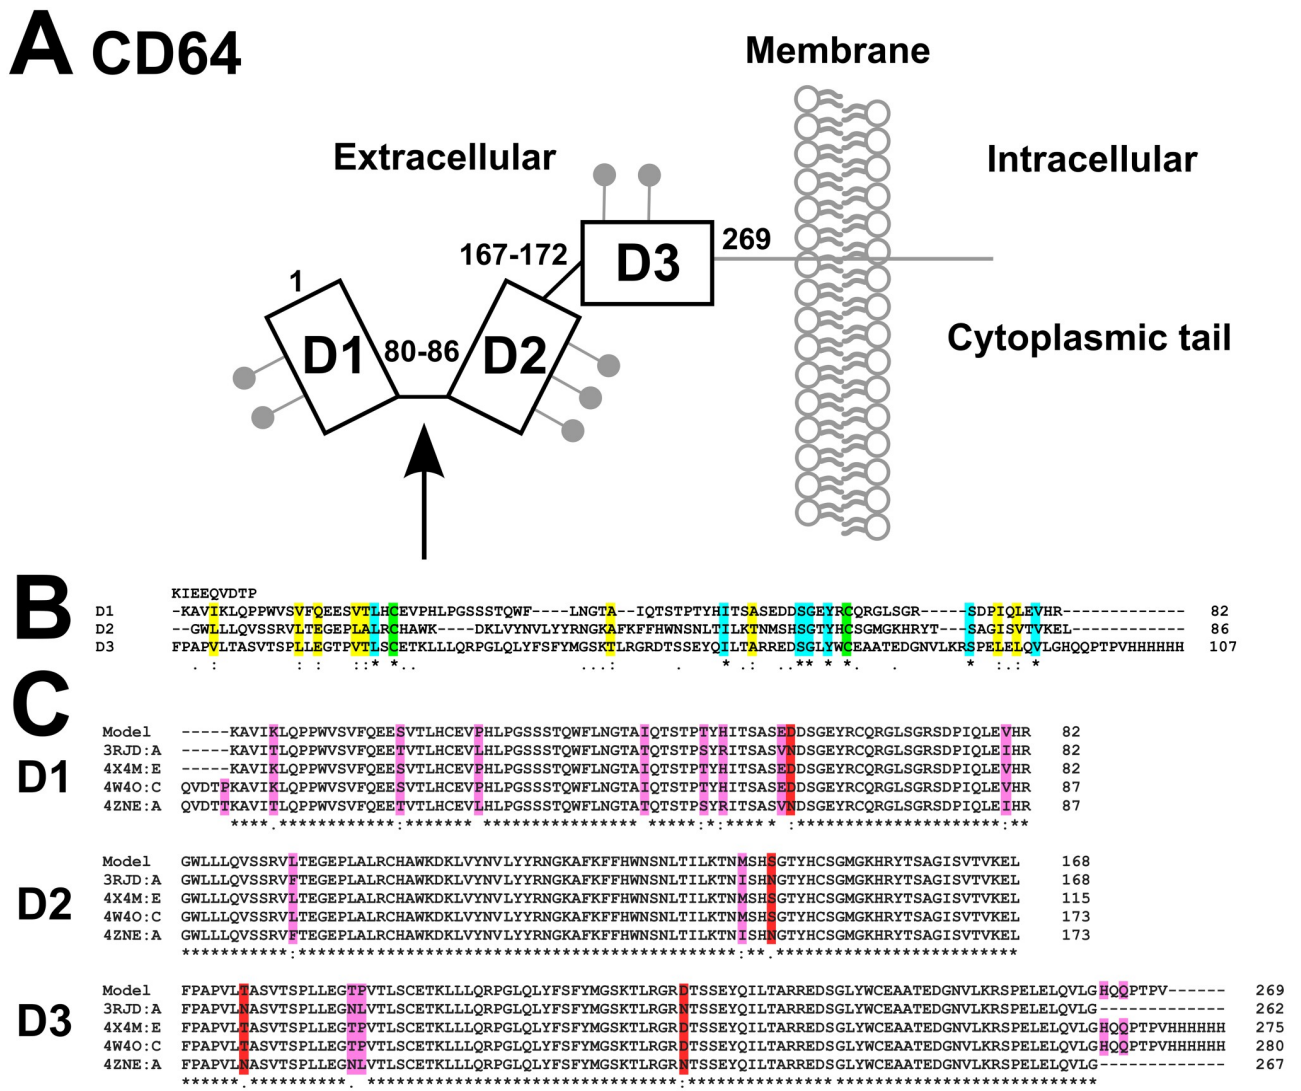 A CD64
Membrane
Extracellular
Intracellular
1
167-172
269
D3
D1
80-86
D2
Cytoplasmic tail
B
KIEEQVDTP
D1 -KAVIKLQPPWVSVFQEESVTLHCEVPHLPGSSSTQWF----LNGTA--IQTSTPTYHITSASEDDSGEYRCQRGLSGR-----SDPIQLEVHR------------- 82
D2 --GWLLLQVSSRVLTEGEPLALRCHAWK----DKLVYNVLYYRNGKAFKFFHWNSNLTILKTNMSHSGTYHCSGMGKHRYT---SAGISVTVKEL------------ 86
D3 FPAPVLTASVTSPLLEGTPVTLSCETKLLLQRPGLQLYFSFYMGSKTLRGRDTSSEYQILTARREDSGLYWCEAATEDGNVLKRSPELELQVLGHQQPTPVHHHHHH 107
. : : : :: * * . . . . . . * : . . ** * * . . * : . : *
C
D1
Model -----KAVIKLQPPWVSVFQEESVTLHCEVPHLPGSSSTQWFLNGTAIQTSTPTYHITSASEDDSGEYRCQRGLSGRSDPIQLEVHR 82
3RJD:A -----KAVITLQPPWVSVFQEETVTLHCEVLHLPGSSSTQWFLNGTATQTSTPSYRITSASVNDSGEYRCQRGLSGRSDPIQLEIHR 82
4X4M:E -----KAVIKLQPPWVSVFQEESVTLHCEVPHLPGSSSTQWFLNGTAIQTSTPTYHITSASEDDSGEYRCQRGLSGRSDPIQLEVHR 82
4W4O:C QVDTPKAVIKLQPPWVSVFQEESVTLHCEVPHLPGSSSTQWFLNGTAIQTSTPTYHITSASEDDSGEYRCQRGLSGRSDPIQLEVHR 87
4ZNE:A QVDTTKAVITLQPPWVSVFQEETVTLHCEVLHLPGSSSTQWFLNGTATQTSTPSYRITSASVNDSGEYRCQRGLSGRSDPIQLEIHR 87
****.************:******* **************** *****:*:***** :**********************:**
D2
Model GWLLLQVSSRVLTEGEPLALRCHAWKDKLVYNVLYYRNGKAFKFFHWNSNLTILKTNMSHSGTYHCSGMGKHRYTSAGISVTVKEL 168
3RJD:A GWLLLQVSSRVFTEGEPLALRCHAWKDKLVYNVLYYRNGKAFKFFHWNSNLTILKTNISHNGTYHCSGMGKHRYTSAGISVTVKEL 168
4X4M:E GWLLLQVSSRVLTEGEPLALRCHAWKDKLVYNVLYYRNGKAFKFFHWNSNLTILKTNMSHSGTYHCSGMGKHRYTSAGISVTVKEL 115
4W4O:C GWLLLQVSSRVLTEGEPLALRCHAWKDKLVYNVLYYRNGKAFKFFHWNSNLTILKTNMSHSGTYHCSGMGKHRYTSAGISVTVKEL 173
4ZNE:A GWLLLQVSSRVFTEGEPLALRCHAWKDKLVYNVLYYRNGKAFKFFHWNSNLTILKTNISHNGTYHCSGMGKHRYTSAGISVTVKEL 173
***********:*********************************************:**.*************************
D3
Model FPAPVLTASVTSPLLEGTPVTLSCETKLLLQRPGLQLYFSFYMGSKTLRGRDTSSEYQILTARREDSGLYWCEAATEDGNVLKRSPELELQVLGHQQPTPV------ 269
3RJD:A FPAPVLNASVTSPLLEGNLVTLSCETKLLLQRPGLQLYFSFYMGSKTLRGRNTSSEYQILTARREDSGLYWCEAATEDGNVLKRSPELELQVLG------------- 262
4X4M:E FPAPVLTASVTSPLLEGTPVTLSCETKLLLQRPGLQLYFSFYMGSKTLRGRDTSSEYQILTARREDSGLYWCEAATEDGNVLKRSPELELQVLGHQQPTPVHHHHHH 275
4W4O:C FPAPVLTASVTSPLLEGTPVTLSCETKLLLQRPGLQLYFSFYMGSKTLRGRDTSSEYQILTARREDSGLYWCEAATEDGNVLKRSPELELQVLGHQQPTPVHHHHHH 280
4ZNE:A FPAPVLNASVTSPLLEGNLVTLSCETKLLLQRPGLQLYFSFYMGSKTLRGRNTSSEYQILTARREDSGLYWCEAATEDGNVLKRSPELELQVLG------------- 267
******.**********. ********************************:******************************************